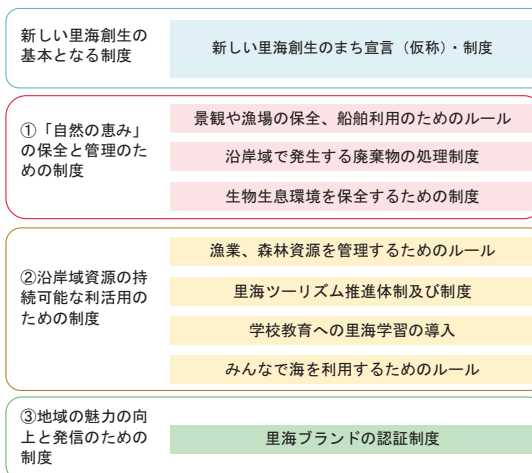 新しい里海創生の
基本となる制度
新しい里海創生のまち宣言（仮称）・制度
①「自然の恵み」
の保全と管理のた
めの制度
景観や漁場の保全、船舶利用のためのルール
沿岸域で発生する廃棄物の処理制度
生物生息環境を保全するための制度
②沿岸域資源の持
続可能な利活用の
ための制度
漁業、森林資源を管理するためのルール
里海ツーリズム推進体制及び制度
学校教育への里海学習の導入
みんなで海を利用するためのルール
③地域の魅力の向
上と発信のための
制度
里海ブランドの認証制度